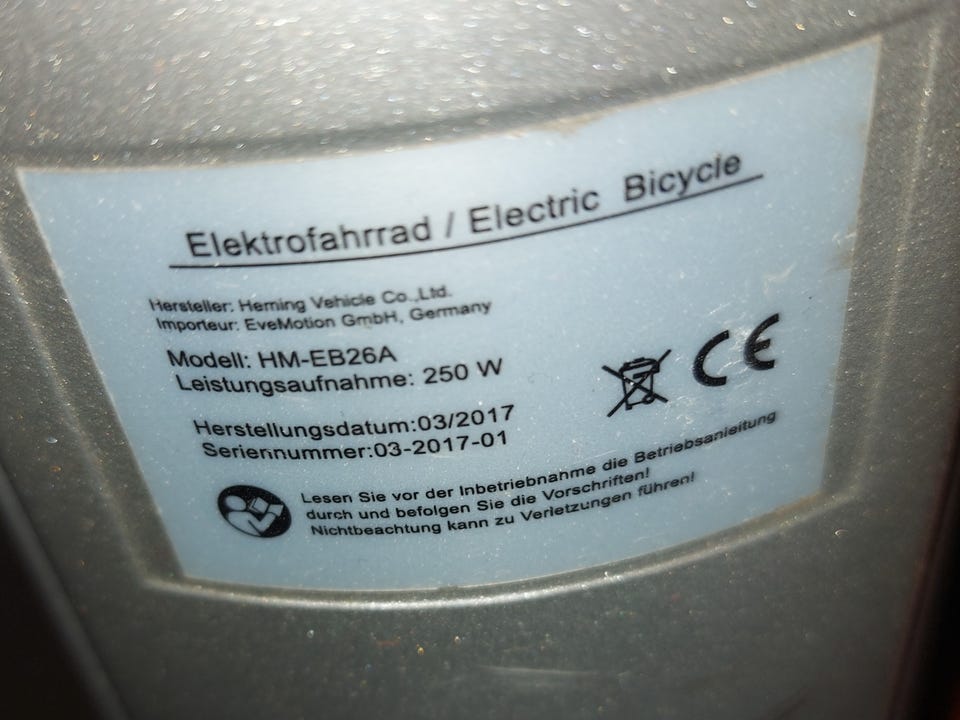 Elektrofahrrad / Electric Bicycle
Hersteller: Heming Vehicle Co.,Ltd.
Importeur: EveMotion GmbH, Germany
Modell: HM-EB26A
Leistungsaufnahme: 250 W
CE
Herstellungsdatum:03/2017
Seriennummer:03-2017-01
Lesen Sie vor der Inbetriebnahme die Betriebsanleitung
durch und befolgen Sie die Vorschriften!
Nichtbeachtung kann zu Verletzungen führen!